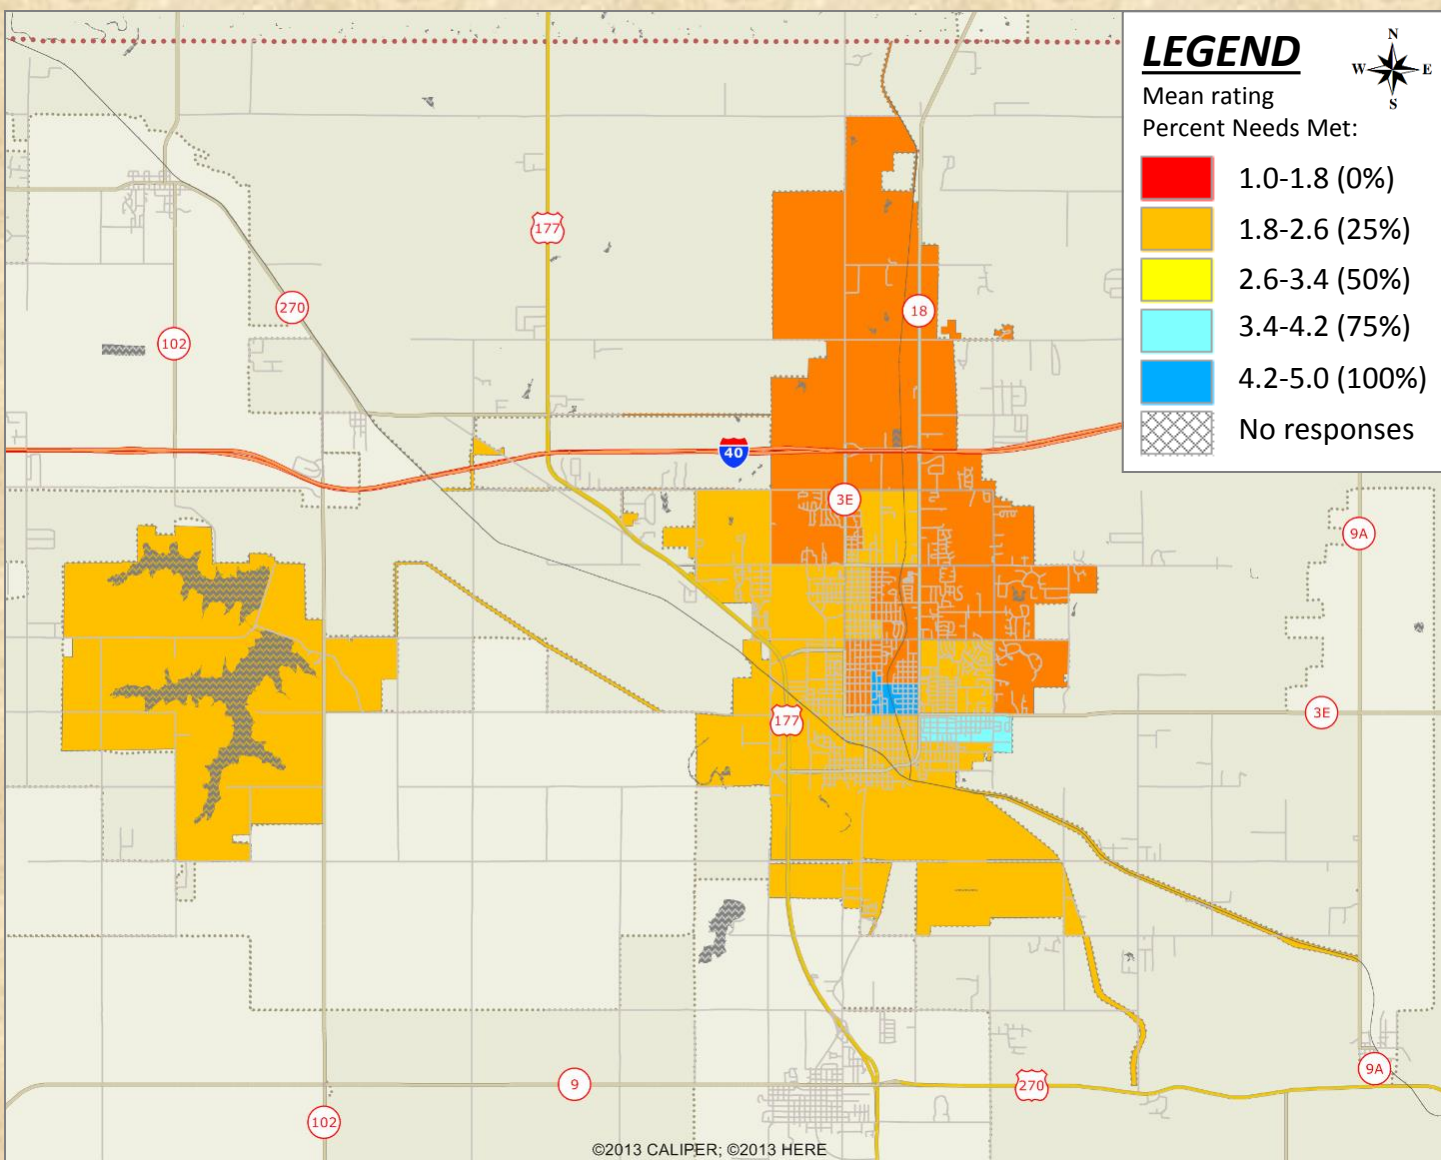 LEGEND
N
W E
S
Mean rating
Percent Needs Met:
1.0-1.8 (0%)
1.8-2.6 (25%)
2.6-3.4 (50%)
3.4-4.2 (75%)
4.2-5.0 (100%)
No responses
177
270
18
102
40
3E
9A
3E
177
9A
9
270
102
©2013 CALIPER; ©2013 HERE